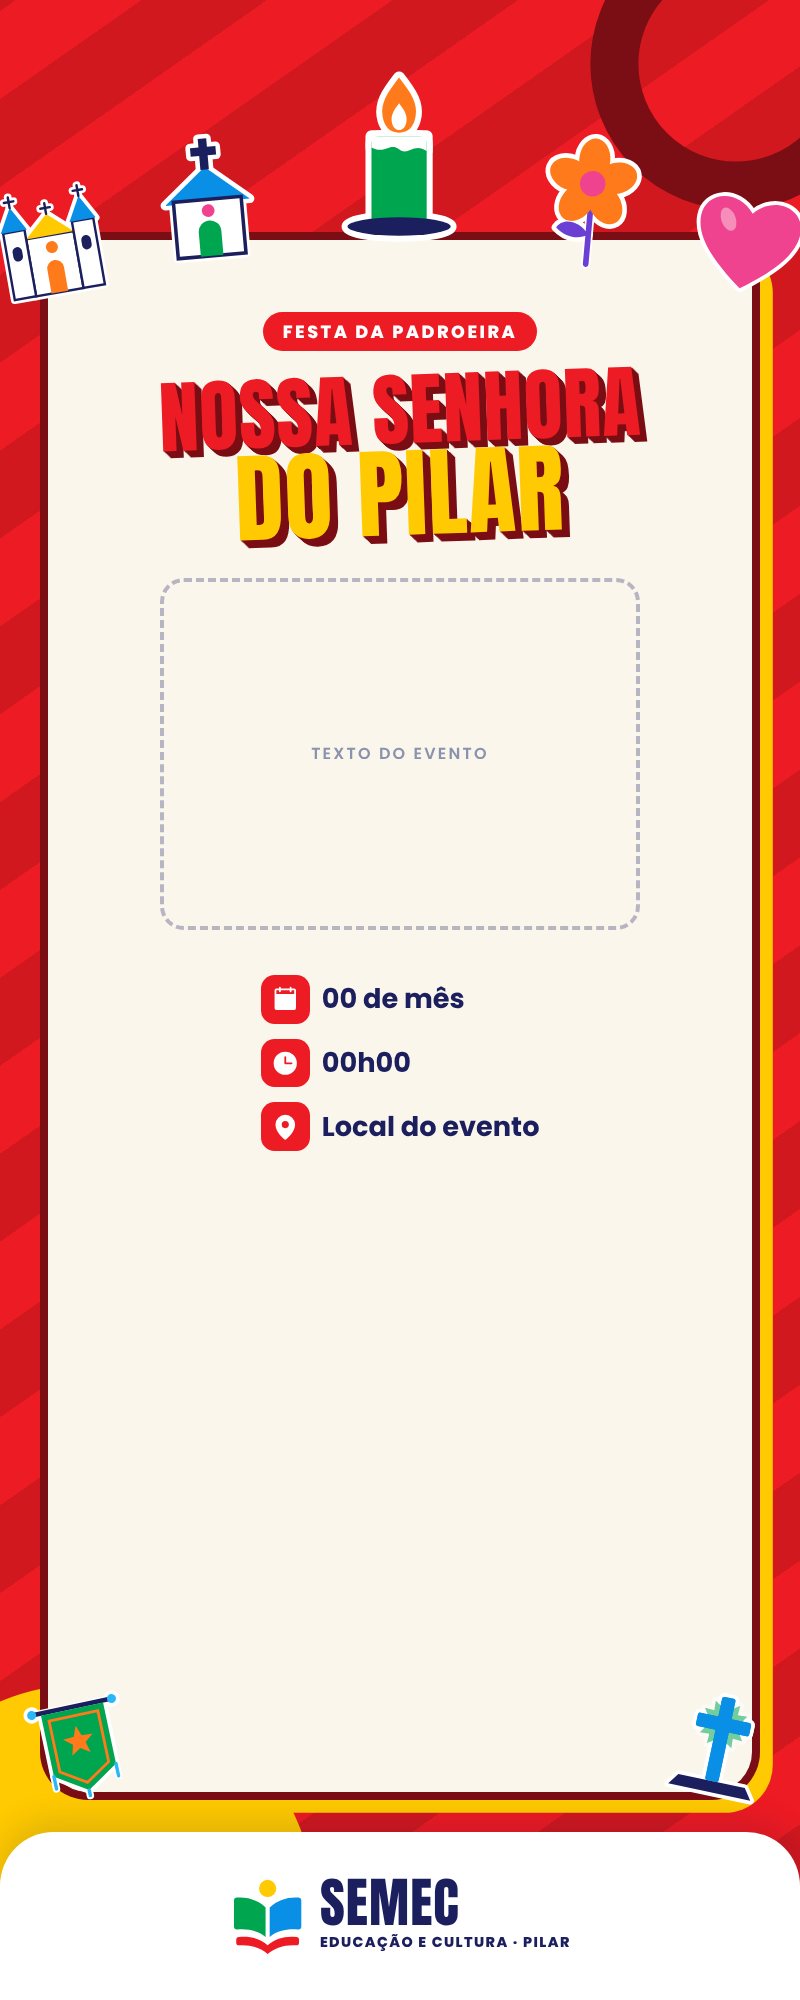 FESTA DA PADROEIRA
NOSSA SENHORA
DO PILAR
TEXTO DO EVENTO
00 de mês
00h00
Local do evento
SEMEC
EDUCAÇÃO E CULTURA · PILAR